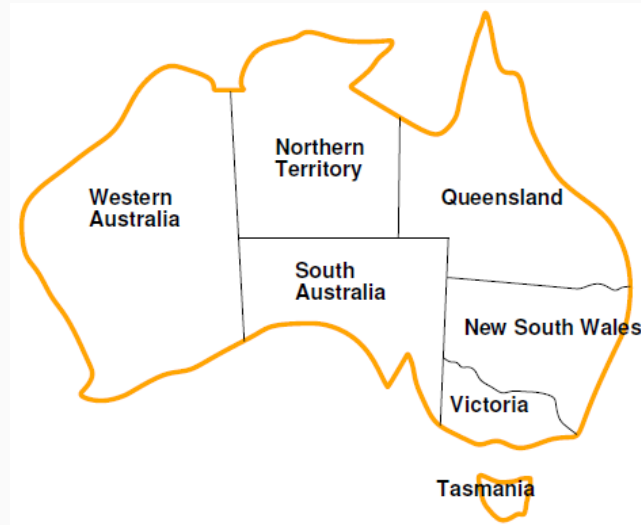 Northern
Territory
Western
Australia
Queensland
South
Australia
New South Wales
Victoria
Tasmania